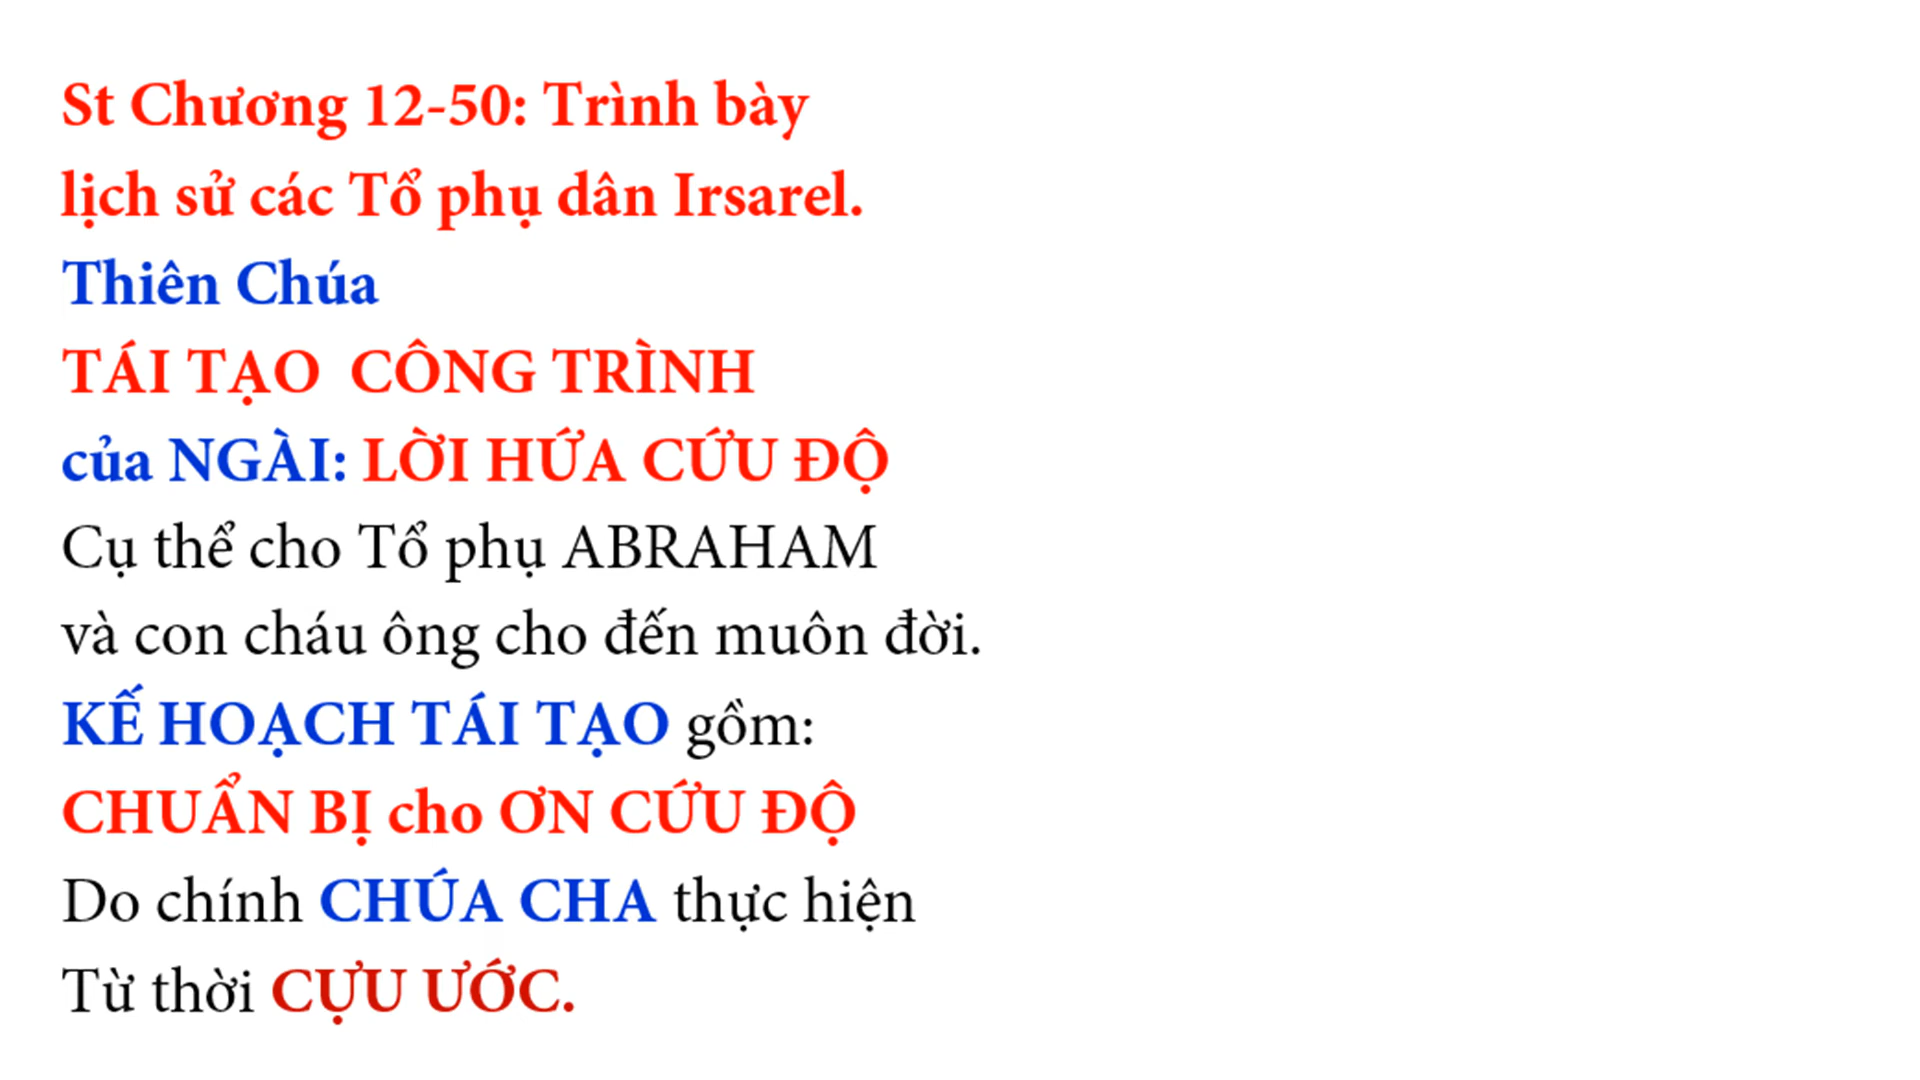 St Chương 12-50: Trình bày
lịch sử các Tổ phụ dân Irsarel.
Thiên Chúa
TÁI TẠO CÔNG TRÌNH
của NGÀI: LỜI HỨA CỨU ĐỘ
Cụ thể cho Tổ phụ ABRAHAM
và con cháu ông cho đến muôn đời.
KẾ HOẠCH TÁI TẠO gồm:
CHUẨN BỊ cho ƠN CỨU ĐỘ
Do chính CHÚA CHA thực hiện
Từ thời CỰU ƯỚC.